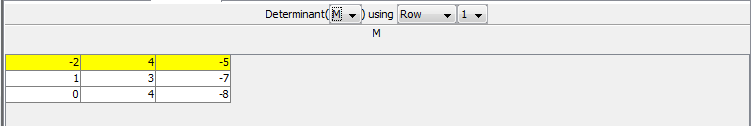 Determinant(M) using Row 1
M
-2 4 -5
1 3 -7
0 4 -8